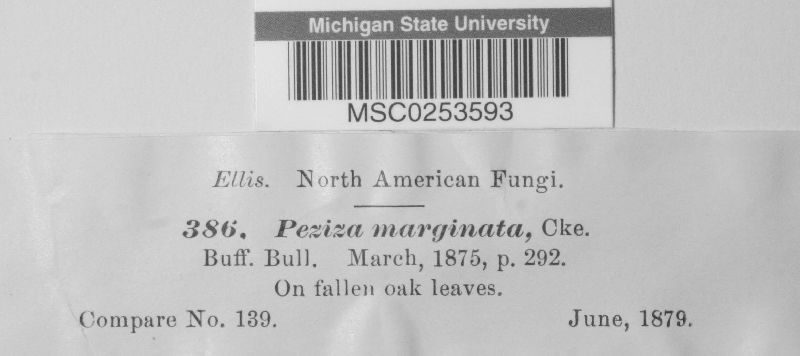 Michigan State University
MSC0253593
Ellis. North American Fungi.
386. Peziza marginata, Cke.
Buff. Bull. March, 1875, p. 292.
On fallen oak leaves.
Compare No. 139. June, 1879.